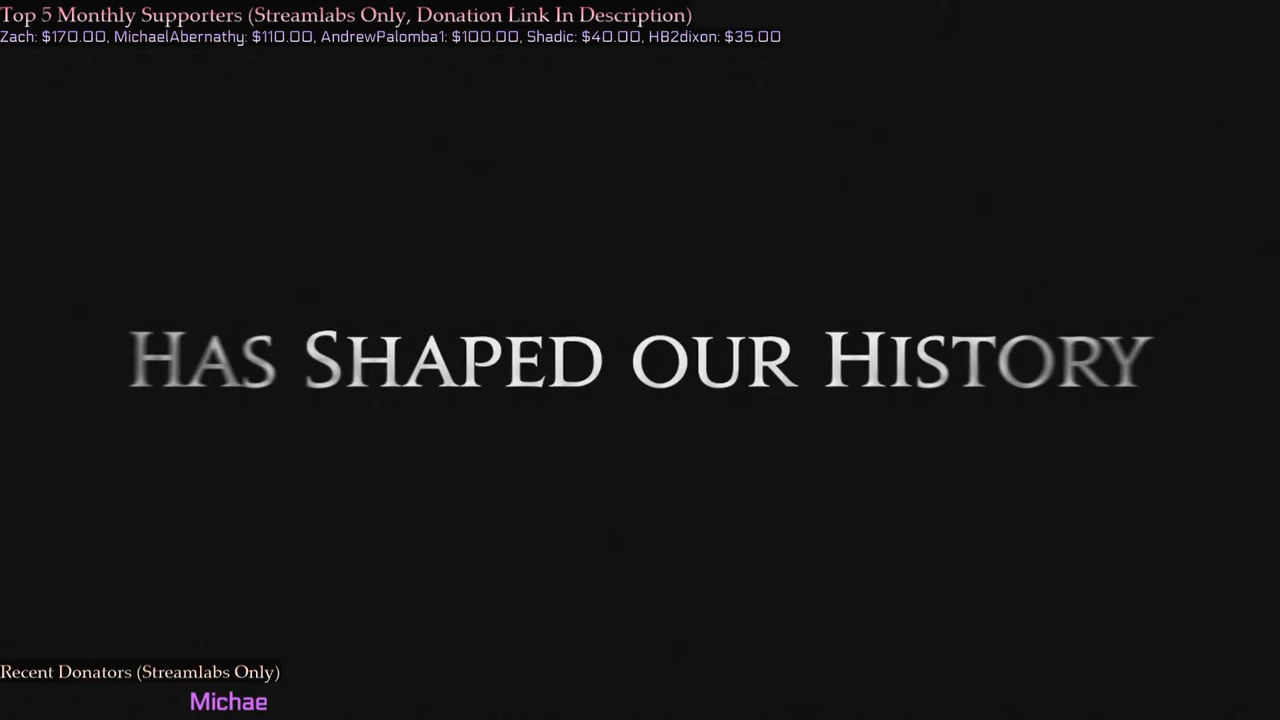 Top 5 Monthly Supporters (Streamlabs Only, Donation Link In Description)
Zach: $170.00, MichaelAbernathy: $110.00, AndrewPalomba1: $100.00, Shadic: $40.00, HB2dixon: $35.00
Has Shaped our History
Recent Donators (Streamlabs Only)
Michae